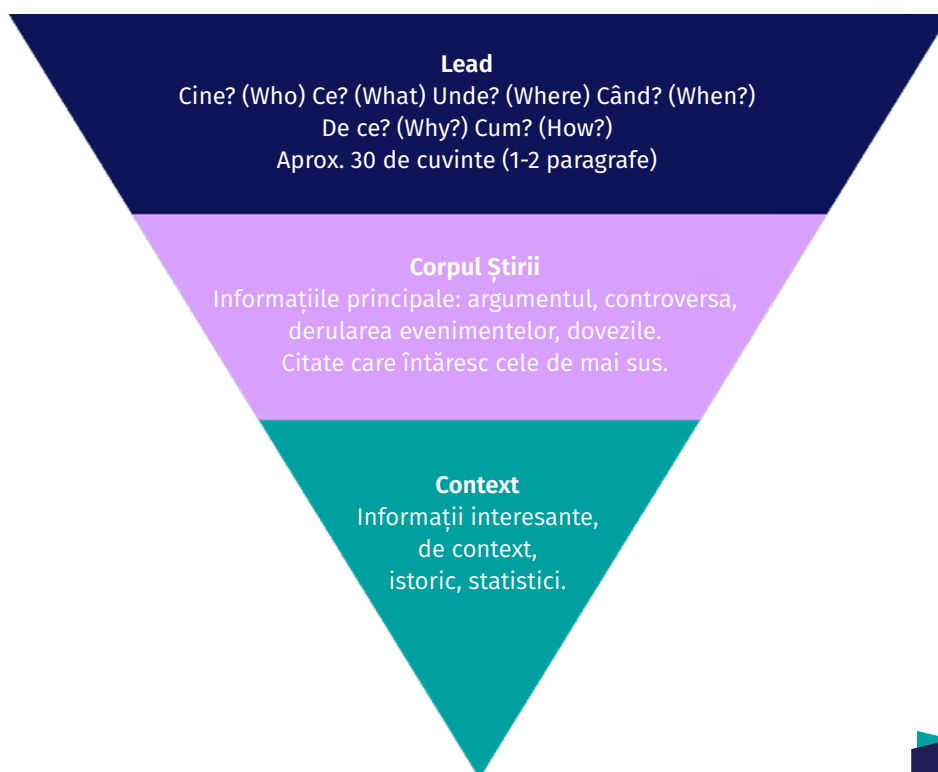 Lead
Cine? (Who) Ce? (What) Unde? (Where) Când? (When?)
De ce? (Why?) Cum? (How?)
Aprox. 30 de cuvinte (1-2 paragrafe)
Corpul Știrii
Informațiile principale: argumentul, controversa,
derularea evenimentelor, dovezile.
Citate care întăresc cele de mai sus.
Context
Informații interesante,
de context,
istoric, statistici.